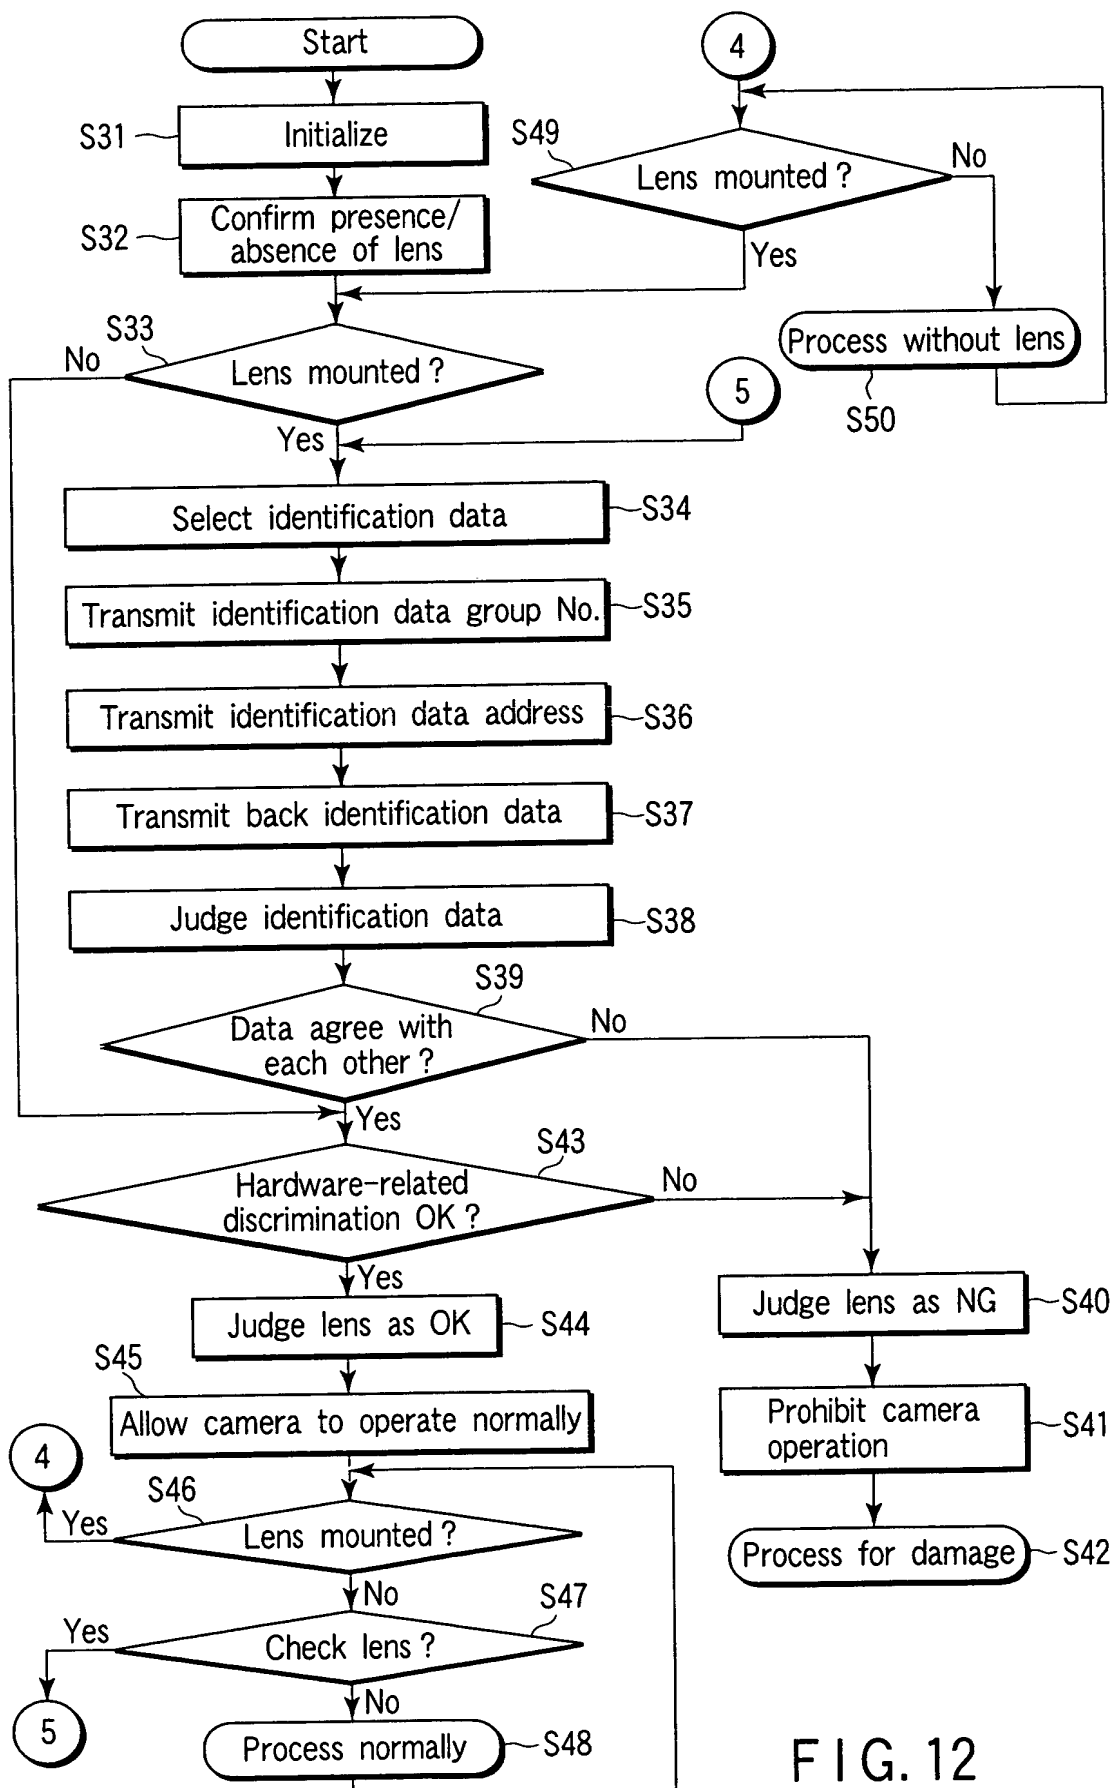 Start
S31
Initialize
S32
Confirm presence/
absence of lens
S33
Lens mounted ?
No
Yes
4
S49
Lens mounted ?
No
Yes
Process without lens
S50
5
Select identification data
S34
Transmit identification data group No.
S35
Transmit identification data address
S36
Transmit back identification data
S37
Judge identification data
S38
S39
Data agree with
each other ?
No
Yes
S43
Hardware-related
discrimination OK ?
No
Yes
Judge lens as OK
S44
Judge lens as NG
S40
S45
Allow camera to operate normally
Prohibit camera
operation
S41
4
S46
Yes
Lens mounted ?
No
Process for damage
S42
S47
Yes
Check lens ?
No
5
Process normally
S48
FIG. 12